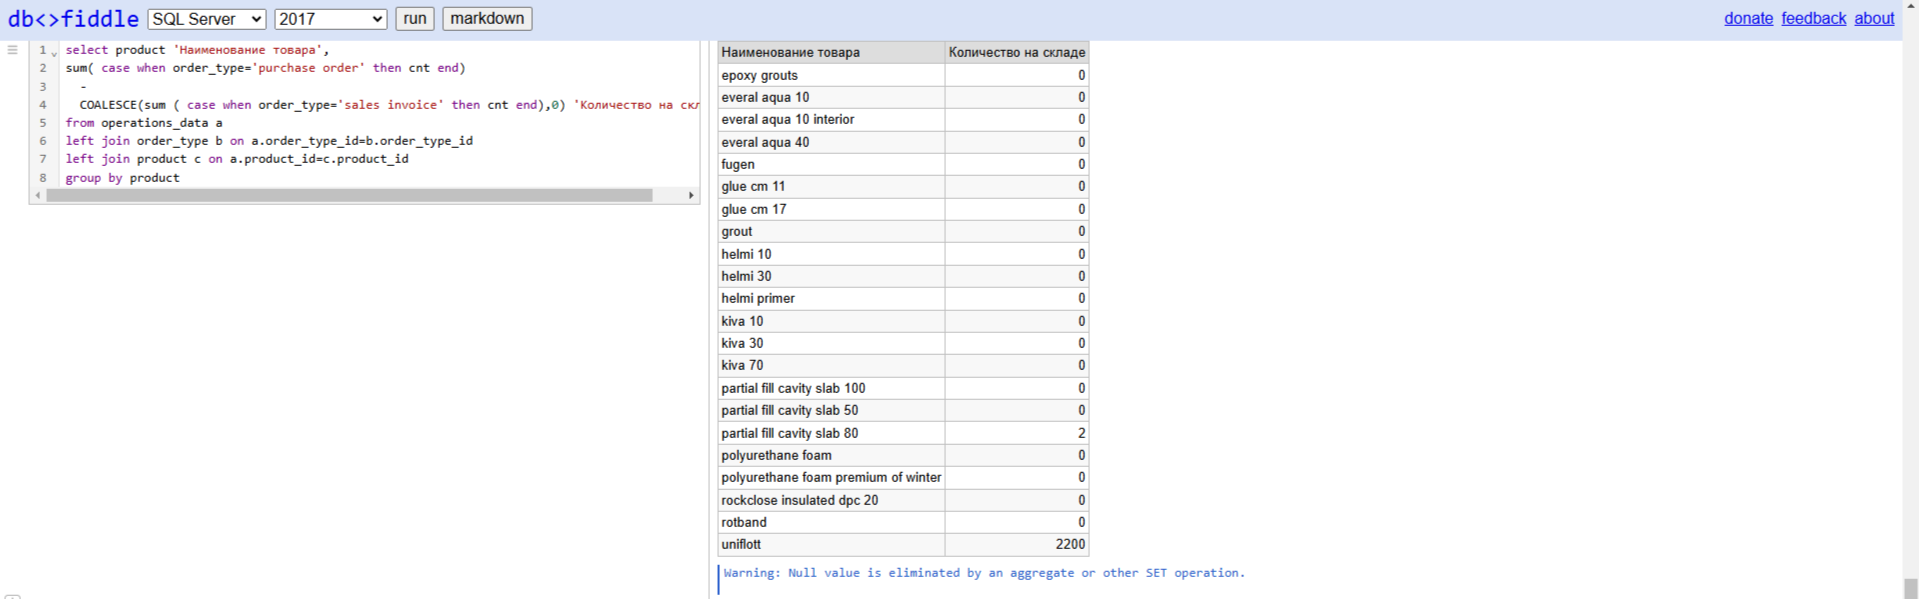 db<>fiddle SQL Server 2017 run markdown donate feedback about
1 select product 'Наименование товара',
2 sum( case when order_type='purchase order' then cnt end)
3 -
4 COALESCE(sum ( case when order_type='sales invoice' then cnt end),0) 'Количество на скл
5 from operations_data a
6 left join order_type b on a.order_type_id=b.order_type_id
7 left join product c on a.product_id=c.product_id
8 group by product
Наименование товара Количество на складе
epoxy grouts 0
everal aqua 10 0
everal aqua 10 interior 0
everal aqua 40 0
fugen 0
glue cm 11 0
glue cm 17 0
grout 0
helmi 10 0
helmi 30 0
helmi primer 0
kiva 10 0
kiva 30 0
kiva 70 0
partial fill cavity slab 100 0
partial fill cavity slab 50 0
partial fill cavity slab 80 2
polyurethane foam 0
polyurethane foam premium of winter 0
rockclose insulated dpc 20 0
rotband 0
uniflott 2200
Warning: Null value is eliminated by an aggregate or other SET operation.